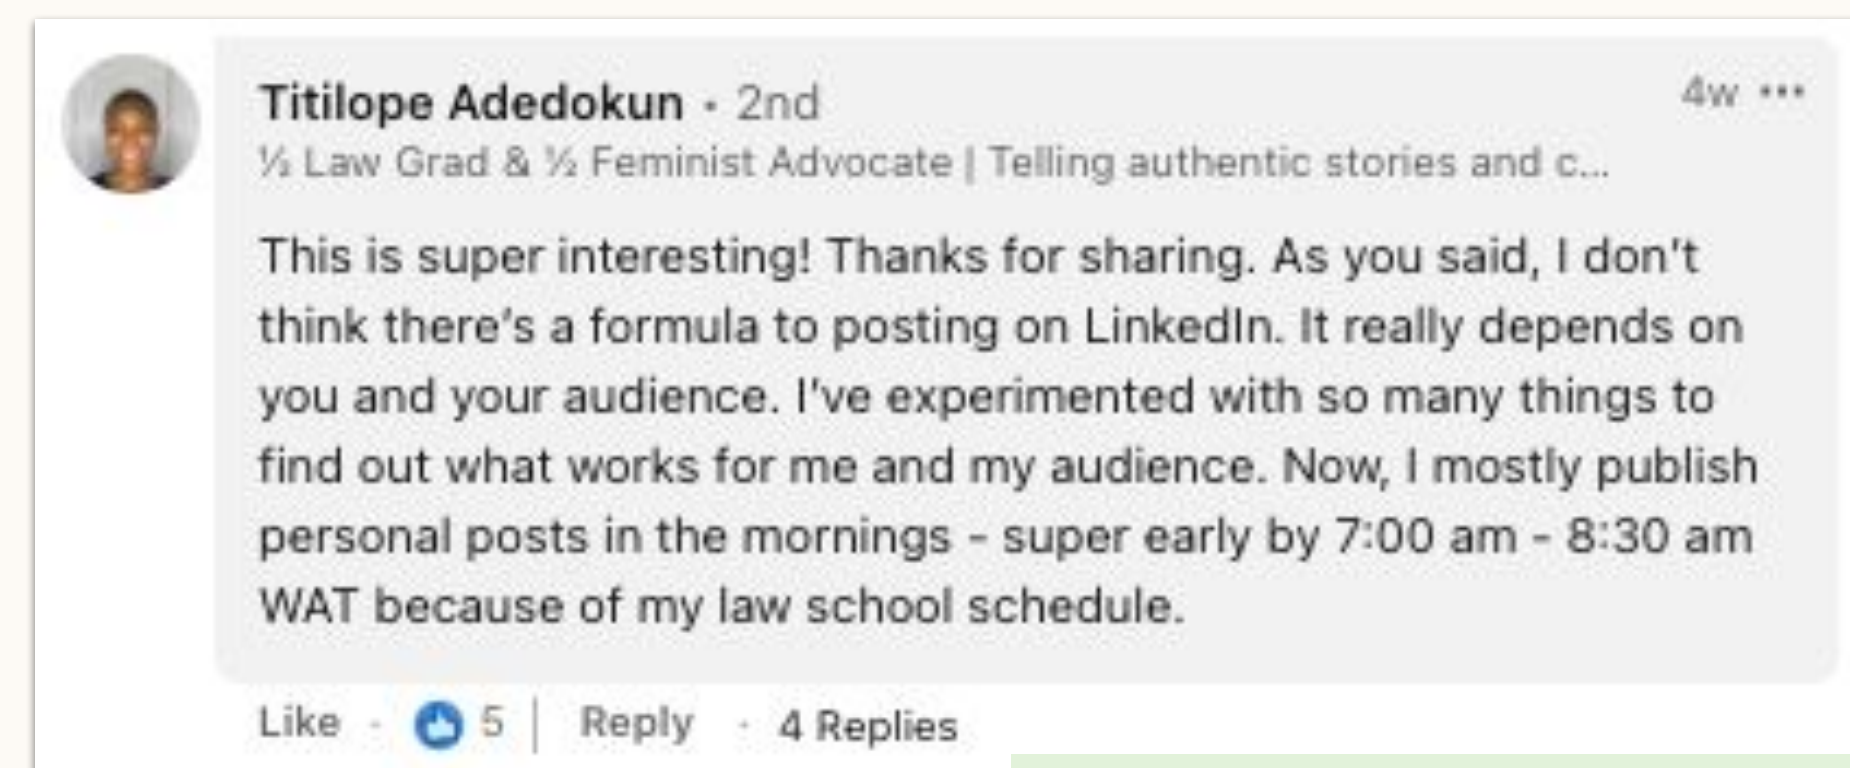 Titilope Adedokun • 2nd
4w •••
½ Law Grad & ½ Feminist Advocate | Telling authentic stories and c...
This is super interesting! Thanks for sharing. As you said, I don't
think there's a formula to posting on LinkedIn. It really depends on
you and your audience. I've experimented with so many things to
find out what works for me and my audience. Now, I mostly publish
personal posts in the mornings - super early by 7:00 am - 8:30 am
WAT because of my law school schedule.
Like · 5 | Reply · 4 Replies